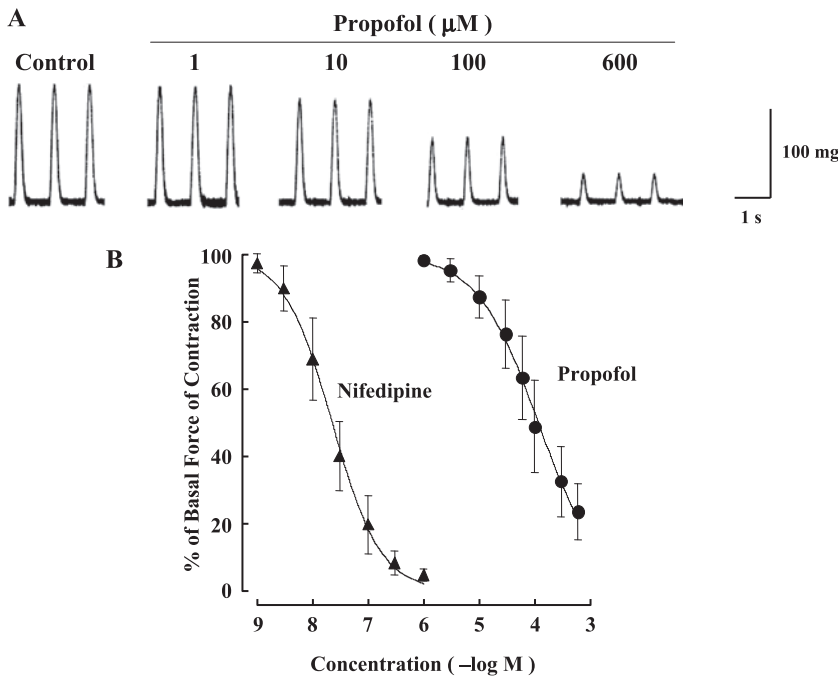 A
Propofol ( μM )
Control 1 10 100 600
100 mg
1 s
B
% of Basal Force of Contraction
100
80
60
40
20
0
Nifedipine
Propofol
9 8 7 6 5 4 3
Concentration ( –log M )